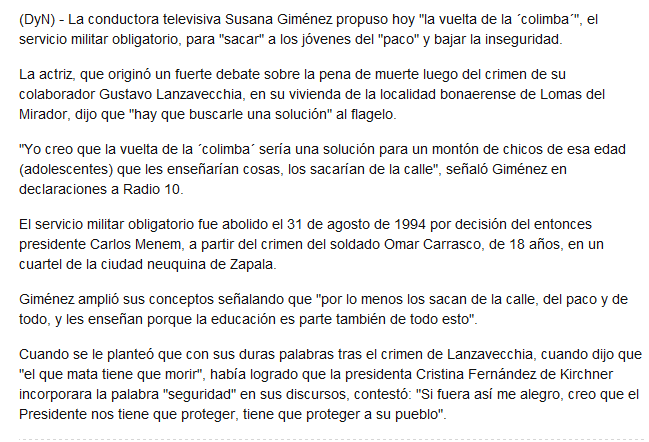 (DyN) - La conductora televisiva Susana Giménez propuso hoy "la vuelta de la ´colimba´", el
servicio militar obligatorio, para "sacar" a los jóvenes del "paco" y bajar la inseguridad.
La actriz, que originó un fuerte debate sobre la pena de muerte luego del crimen de su
colaborador Gustavo Lanzavecchia, en su vivienda de la localidad bonaerense de Lomas del
Mirador, dijo que "hay que buscarle una solución" al flagelo.
"Yo creo que la vuelta de la ´colimba´ sería una solución para un montón de chicos de esa edad
(adolescentes) que les enseñarían cosas, los sacarían de la calle", señaló Giménez en
declaraciones a Radio 10.
El servicio militar obligatorio fue abolido el 31 de agosto de 1994 por decisión del entonces
presidente Carlos Menem, a partir del crimen del soldado Omar Carrasco, de 18 años, en un
cuartel de la ciudad neuquina de Zapala.
Giménez amplió sus conceptos señalando que "por lo menos los sacan de la calle, del paco y de
todo, y les enseñan porque la educación es parte también de todo esto".
Cuando se le planteó que con sus duras palabras tras el crimen de Lanzavecchia, cuando dijo que
"el que mata tiene que morir", había logrado que la presidenta Cristina Fernández de Kirchner
incorporara la palabra "seguridad" en sus discursos, contestó: "Si fuera así me alegro, creo que el
Presidente nos tiene que proteger, tiene que proteger a su pueblo".